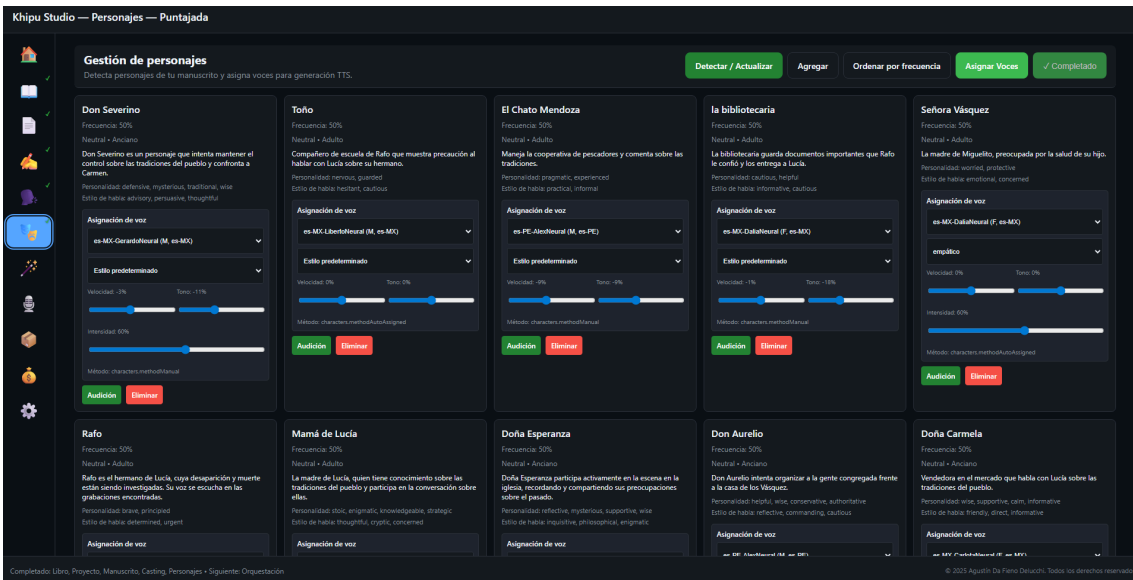 Khipu Studio — Personajes — Puntajada
Gestión de personajes
Detecta personajes de tu manuscrito y asigna voces para generación TTS.
Detectar / Actualizar
Agregar
Ordenar por frecuencia
Asignar Voces
✓ Completado
Don Severino
Frecuencia: 50%
Neutral • Anciano
Don Severino es un personaje que intenta mantener el
control sobre las tradiciones del pueblo y confronta a
Carmen.
Personalidad: defensive, mysterious, traditional, wise
Estilo de habla: advisory, persuasive, thoughtful
Asignación de voz
es-MX-GerardoNeural (M, es-MX)
Estilo predeterminado
Velocidad: -3%
Tono: -11%
Intensidad: 60%
Método: characters.methodManual
Audición
Eliminar
Toño
Frecuencia: 50%
Neutral • Adulto
Compañero de escuela de Rafo que muestra precaución al
hablar con Lucía sobre su hermano.
Personalidad: nervous, guarded
Estilo de habla: hesitant, cautious
Asignación de voz
es-MX-LibertoNeural (M, es-MX)
Estilo predeterminado
Velocidad: 0%
Tono: 0%
Método: characters.methodAutoAssigned
Audición
Eliminar
El Chato Mendoza
Frecuencia: 50%
Neutral • Adulto
Maneja la cooperativa de pescadores y comenta sobre las
tradiciones.
Personalidad: pragmatic, experienced
Estilo de habla: practical, informal
Asignación de voz
es-PE-AlexNeural (M, es-PE)
Estilo predeterminado
Velocidad: -9%
Tono: -9%
Método: characters.methodManual
Audición
Eliminar
la bibliotecaria
Frecuencia: 50%
Neutral • Adulto
La bibliotecaria guarda documentos importantes que Rafo
le confió y los entrega a Lucía.
Personalidad: cautious, helpful
Estilo de habla: informative, cautious
Asignación de voz
es-MX-DaliaNeural (F, es-MX)
Estilo predeterminado
Velocidad: -1%
Tono: -18%
Método: characters.methodManual
Audición
Eliminar
Señora Vásquez
Frecuencia: 50%
Neutral • Adulto
La madre de Miguelito, preocupada por la salud de su hijo.
Personalidad: worried, protective
Estilo de habla: emotional, concerned
Asignación de voz
es-MX-DaliaNeural (F, es-MX)
empático
Velocidad: 0%
Tono: 0%
Intensidad: 60%
Método: characters.methodAutoAssigned
Audición
Eliminar
Rafo
Frecuencia: 50%
Neutral • Adulto
Rafo es el hermano de Lucía, cuya desaparición y muerte
están siendo investigadas. Su voz se escucha en las
grabaciones encontradas.
Personalidad: brave, principled
Estilo de habla: determined, urgent
Asignación de voz
Mamá de Lucía
Frecuencia: 50%
Neutral • Adulto
La madre de Lucía, quien tiene conocimiento sobre las
tradiciones del pueblo y participa en la conversación sobre
ellas.
Personalidad: stoic, enigmatic, knowledgeable, strategic
Estilo de habla: thoughtful, cryptic, concerned
Asignación de voz
Doña Esperanza
Frecuencia: 50%
Neutral • Anciano
Doña Esperanza participa activamente en la escena en la
iglesia, recordando y compartiendo sus preocupaciones
sobre el pasado.
Personalidad: reflective, mysterious, supportive, wise
Estilo de habla: inquisitive, philosophical, enigmatic
Asignación de voz
Don Aurelio
Frecuencia: 50%
Neutral • Anciano
Don Aurelio intenta organizar a la gente congregada frente
a la casa de los Vásquez.
Personalidad: helpful, wise, conservative, authoritative
Estilo de habla: reflective, commanding, cautious
Asignación de voz
es-PE-AlexNeural (M, es-PE)
Doña Carmela
Frecuencia: 50%
Neutral • Anciano
Vendedora en el mercado que habla con Lucía sobre las
tradiciones del pueblo.
Personalidad: wise, supportive, calm, informative
Estilo de habla: friendly, direct, informative
Asignación de voz
es-MX-CarlotaNeural (F, es-MX)
Completado: Libro, Proyecto, Manuscrito, Casting, Personajes • Siguiente: Orquestación
© 2025 Agustín Da Fieno Delucchi. Todos los derechos reservado